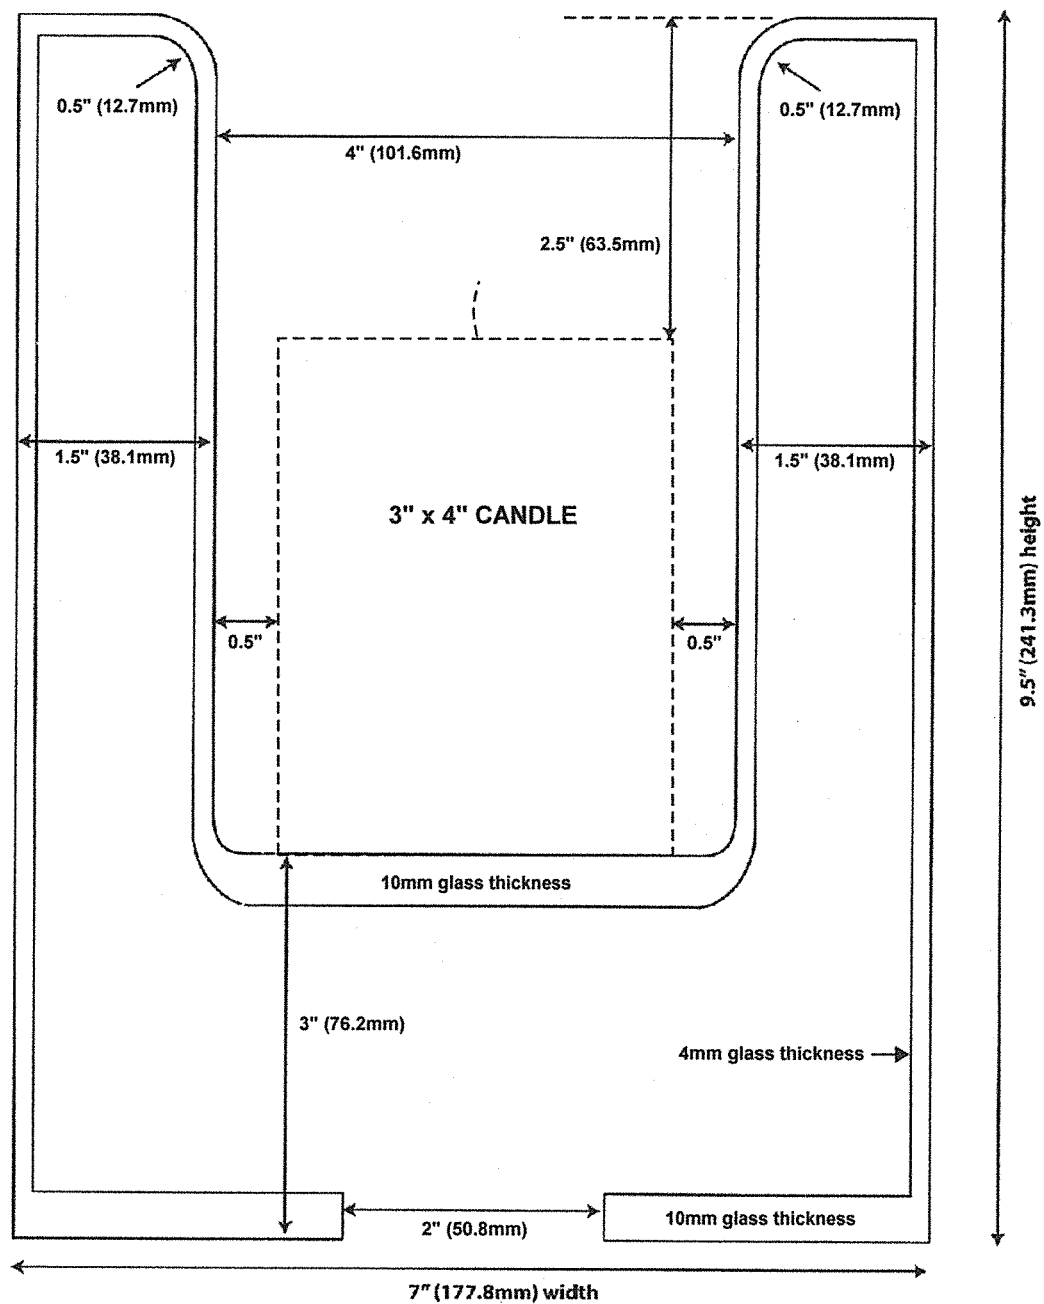 0.5" (12.7mm)
0.5" (12.7mm)
4" (101.6mm)
2.5" (63.5mm)
1.5" (38.1mm)
1.5" (38.1mm)
3" x 4" CANDLE
9.5" (241.3mm) height
0.5"
0.5"
10mm glass thickness
3" (76.2mm)
4mm glass thickness
10mm glass thickness
2" (50.8mm)
7" (177.8mm) width